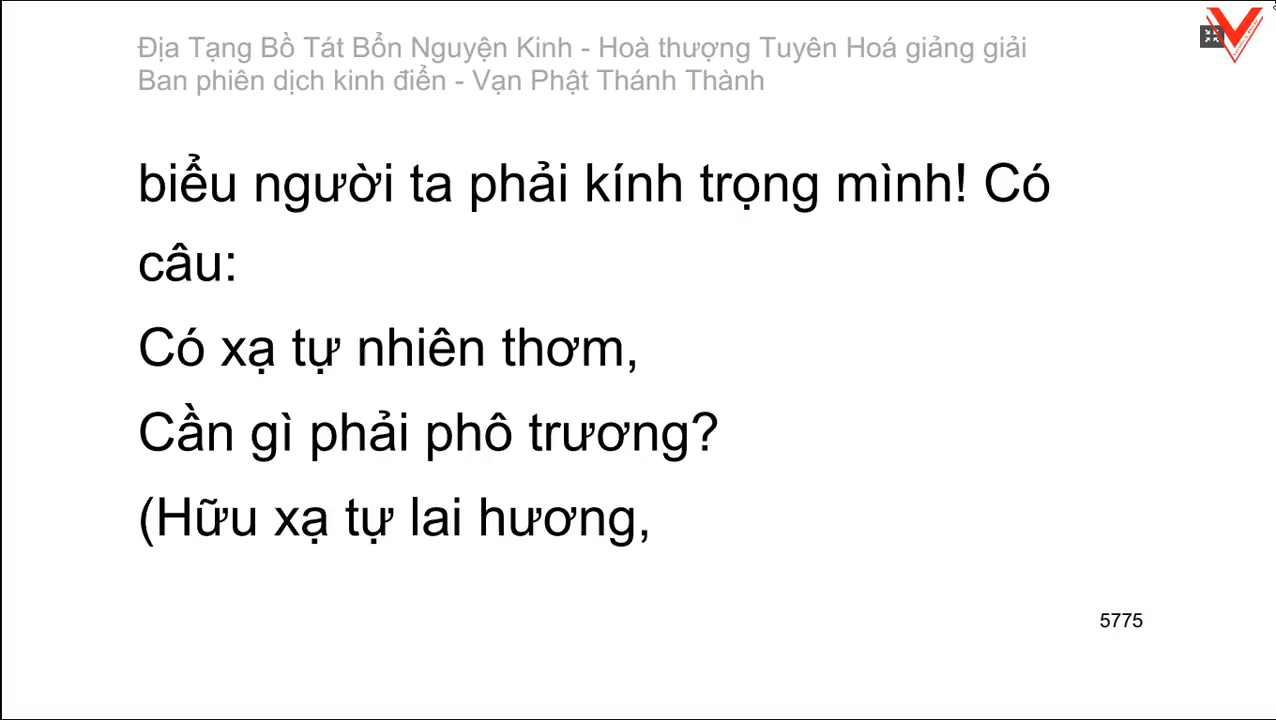 Địa Tạng Bồ Tát Bổn Nguyện Kinh - Hoà thượng Tuyên Hoá giảng giải
Ban phiên dịch kinh điển - Vạn Phật Thánh Thành
biểu người ta phải kính trọng mình! Có
câu:
Có xạ tự nhiên thơm,
Cần gì phải phô trương?
(Hữu xạ tự lai hương,
5775